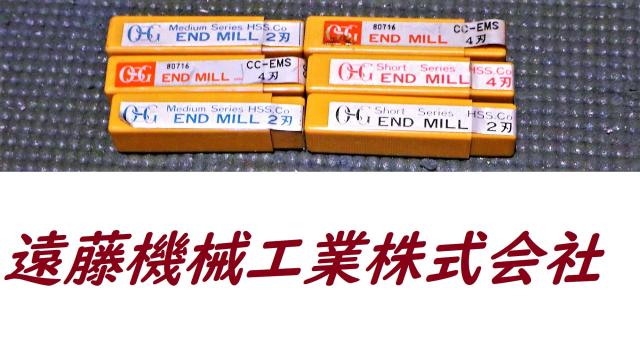 OSG Medium Series HSS.Co
END MILL 2刃
OSG 80716 CC-EMS
END MILL 4刃
OSG 80716 CC-EMS
END MILL 4刃
OSG Short Series HSS.Co
END MILL 4刃
OSG Medium Series HSS.Co
END MILL 2刃
OSG Short Series HSS.Co
END MILL 2刃
遠藤機械工業株式会社